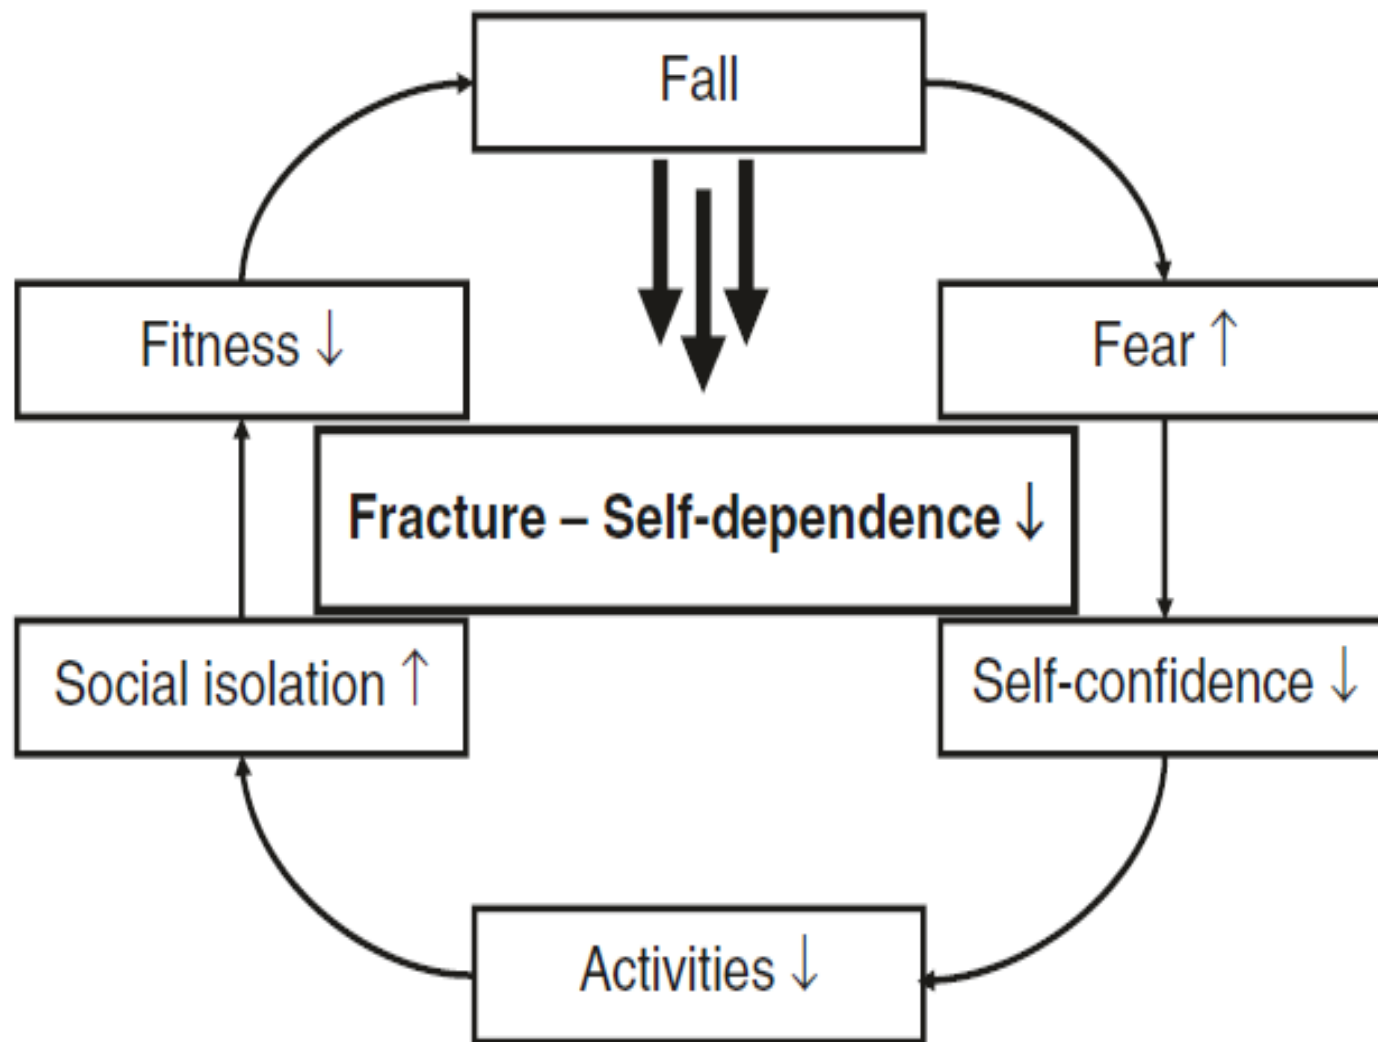 Fall
Fitness ↓
Fear ↑
Fracture – Self-dependence ↓
Social isolation ↑
Self-confidence ↓
Activities ↓